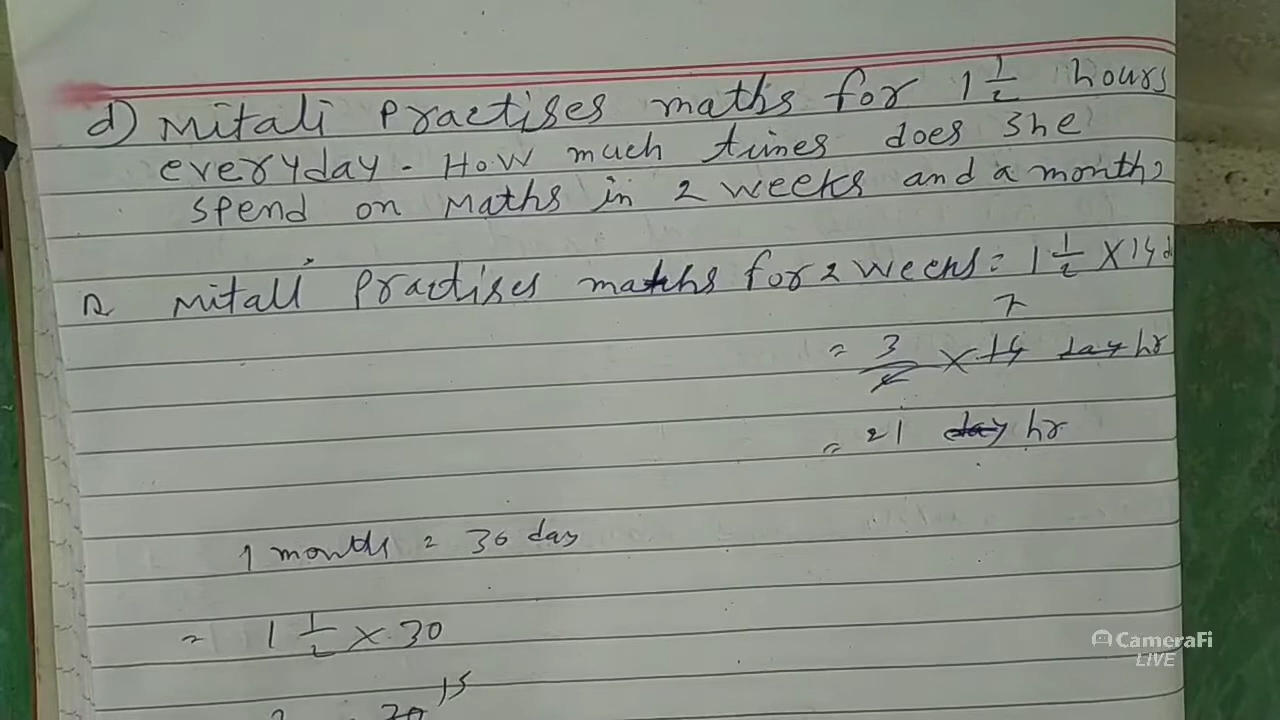 d) Mitali Practises maths for 1 1/2 hours
everyday. How much times does she
spend on Maths in 2 weeks and a month?
Mitali Practises maths for 2 weeks = 1 1/2 X 14 d
7
= 3/2 X 14 day hr
= 21 day hr
1 month = 30 day
= 1 1/2 X 30
15
30
CameraFi
LIVE